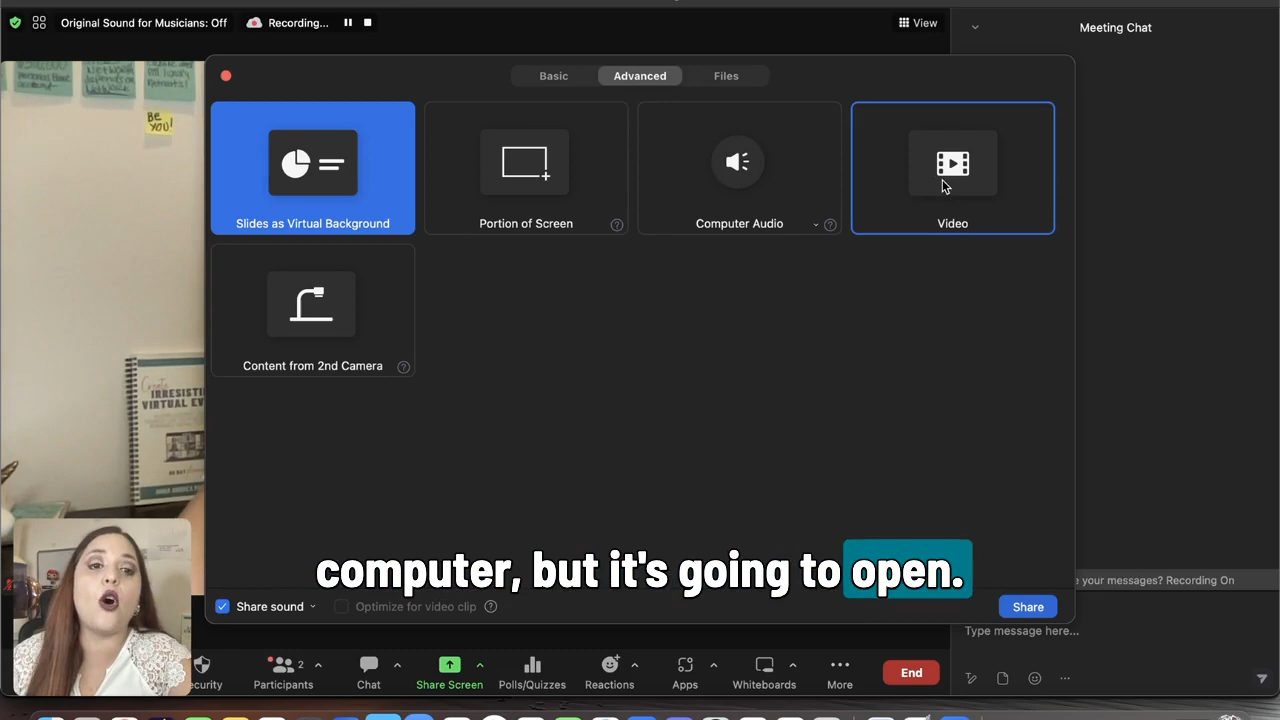 Original Sound for Musicians: Off
Recording...
View
Meeting Chat
Basic
Advanced
Files
Networking
BE
YOU!
Slides as Virtual Background
Portion of Screen
Computer Audio
Video
Content from 2nd Camera
Create
IRRESISTI
VIRTUAL EV
computer, but it's going to open.
Share sound
Optimize for video clip
Share
your messages? Recording On
Type message here...
Participants
2
Chat
Share Screen
Polls/Quizzes
Reactions
Apps
Whiteboards
More
End